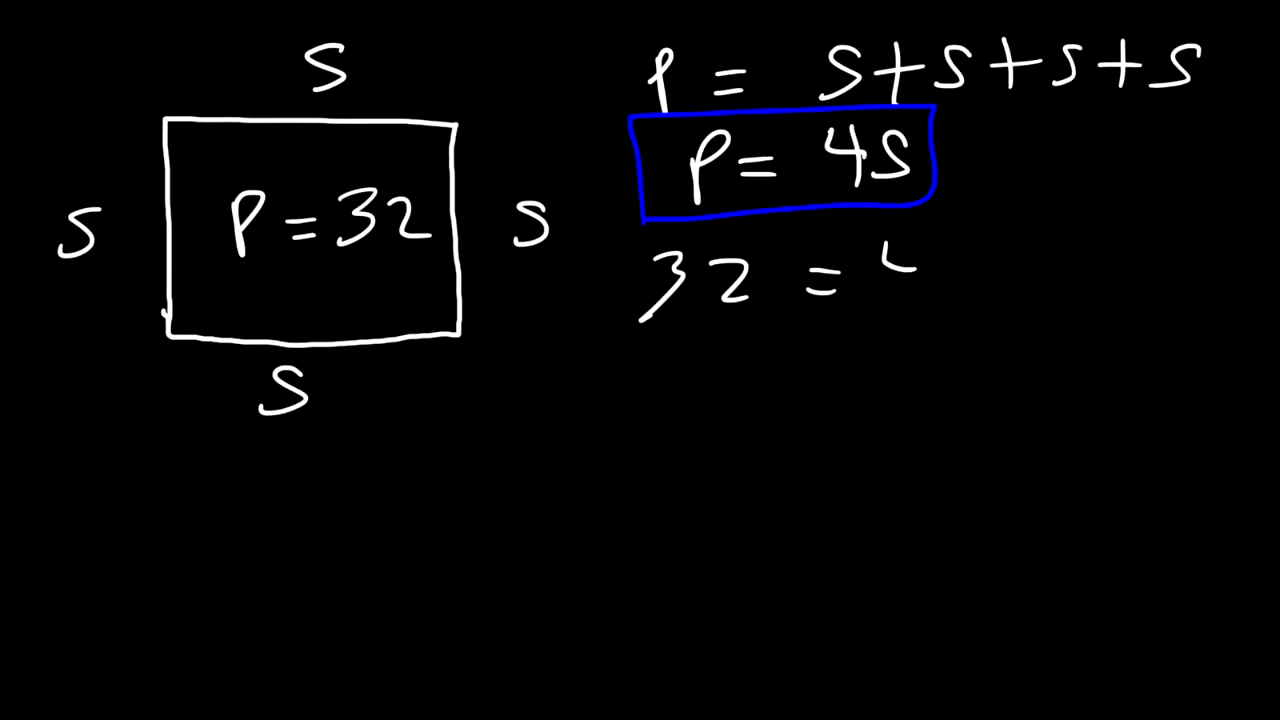 S
S
P = 32
S
S
P = S + S + S + S
P = 4S
32 =